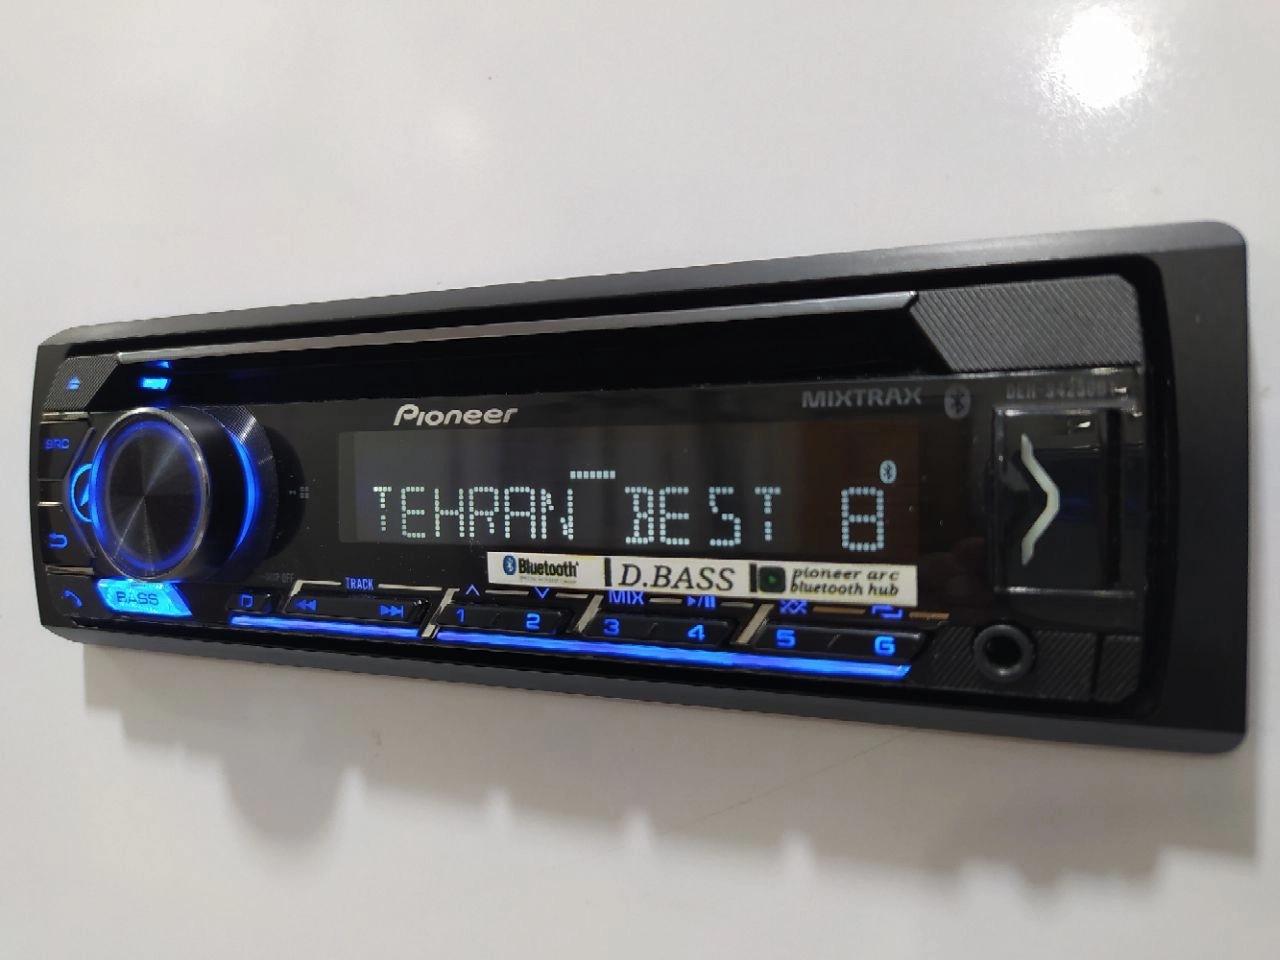 Pioneer
MIXTRAX
SRC
TEHRAN BEST 8
Bluetooth
D.BASS
pioneer arc
bluetooth hub
BASS
D
TRACK
MIX
1
2
3
4
5
6